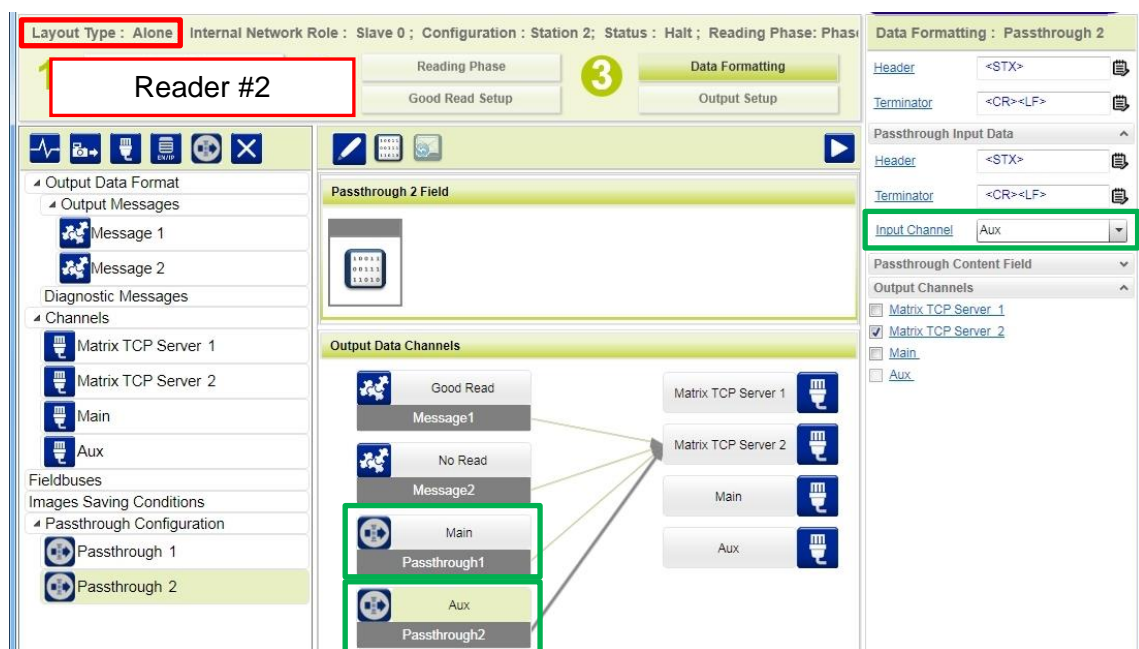 Layout Type : Alone Internal Network Role : Slave 0 ; Configuration : Station 2; Status : Halt ; Reading Phase: Phase
Reader #2
Reading Phase
Good Read Setup
3
Data Formatting
Output Setup
EN/IP
Output Data Format
Output Messages
Message 1
Message 2
Diagnostic Messages
Channels
Matrix TCP Server 1
Matrix TCP Server 2
Main
Aux
Fieldbuses
Images Saving Conditions
Passthrough Configuration
Passthrough 1
Passthrough 2
Passthrough 2 Field
10011
00111
11010
Output Data Channels
Good Read
Message1
No Read
Message2
Main
Passthrough1
Aux
Passthrough2
Matrix TCP Server 1
Matrix TCP Server 2
Main
Aux
Data Formatting : Passthrough 2
Header <STX>
Terminator <CR><LF>
Passthrough Input Data
Header <STX>
Terminator <CR><LF>
Input Channel Aux
Passthrough Content Field
Output Channels
Matrix TCP Server 1
Matrix TCP Server 2
Main
Aux